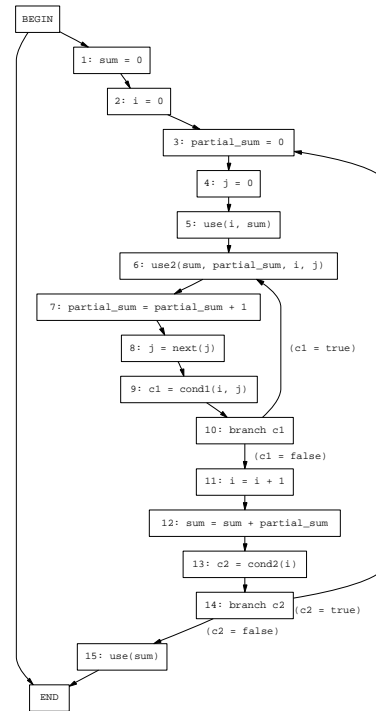 BEGIN
1: sum = 0
2: i = 0
3: partial_sum = 0
4: j = 0
5: use(i, sum)
6: use2(sum, partial_sum, i, j)
7: partial_sum = partial_sum + 1
8: j = next(j)
(c1 = true)
9: c1 = cond1(i, j)
10: branch c1
(c1 = false)
11: i = i + 1
12: sum = sum + partial_sum
13: c2 = cond2(i)
14: branch c2
(c2 = true)
(c2 = false)
15: use(sum)
END